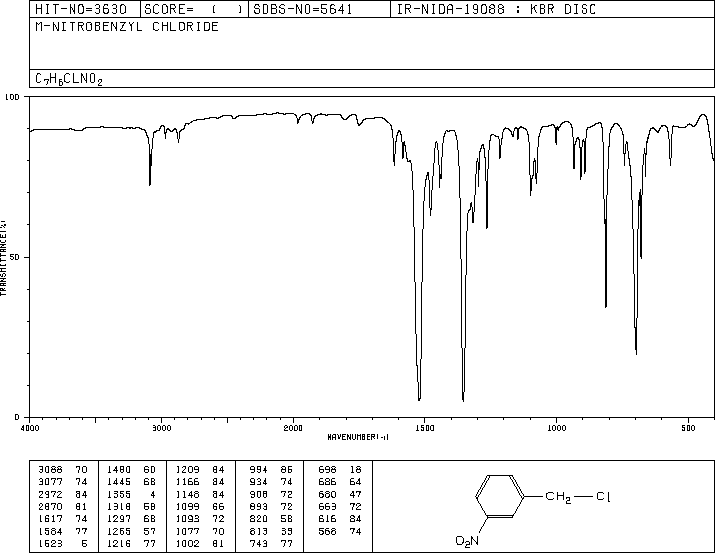 HIT-NO=3630 SCORE= ( ) SDBS-NO=5641 IR-NIDA-19088 : KBR DISC
M-NITROBENZYL CHLORIDE
C7H6CLNO2
100
50
0
TRANSMITTANCE(%)
4000 3000 2000 1500 1000 500
WAVENUMBER(-1)
3088 70 1480 60 1209 84 994 86 698 18
3077 74 1445 68 1166 84 934 74 686 64
2972 84 1355 4 1148 84 908 72 680 47
2870 81 1318 58 1099 66 893 72 663 72
1617 74 1297 68 1093 72 820 58 616 84
1584 77 1265 57 1077 70 813 33 568 74
1523 5 1216 77 1002 81 743 77
CH2 Cl
O2N